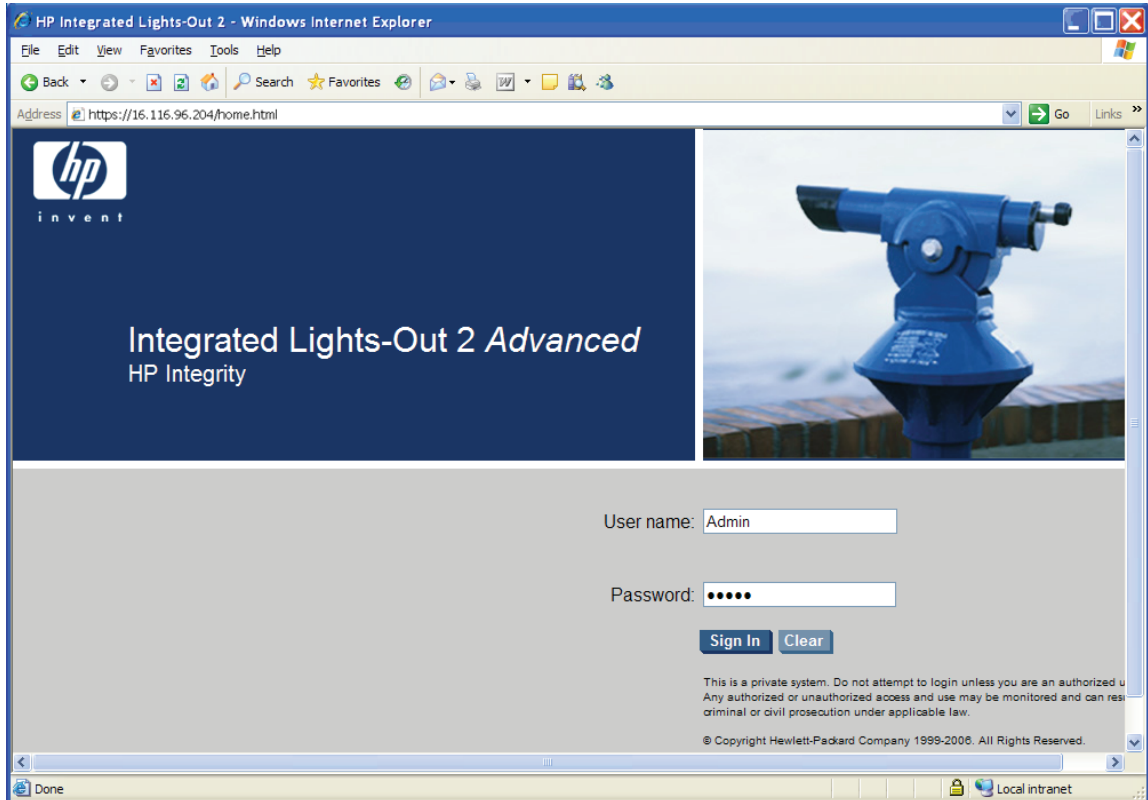 HP Integrated Lights-Out 2 - Windows Internet Explorer
File Edit View Favorites Tools Help
Back Search Favorites
Address https://16.116.96.204/home.html Go Links »
hp
invent
Integrated Lights-Out 2 Advanced
HP Integrity
User name: Admin
Password: •••••
Sign In Clear
This is a private system. Do not attempt to login unless you are an authorized u
Any authorized or unauthorized access and use may be monitored and can res
criminal or civil prosecution under applicable law.
© Copyright Hewlett-Packard Company 1999-2006. All Rights Reserved.
Done Local intranet